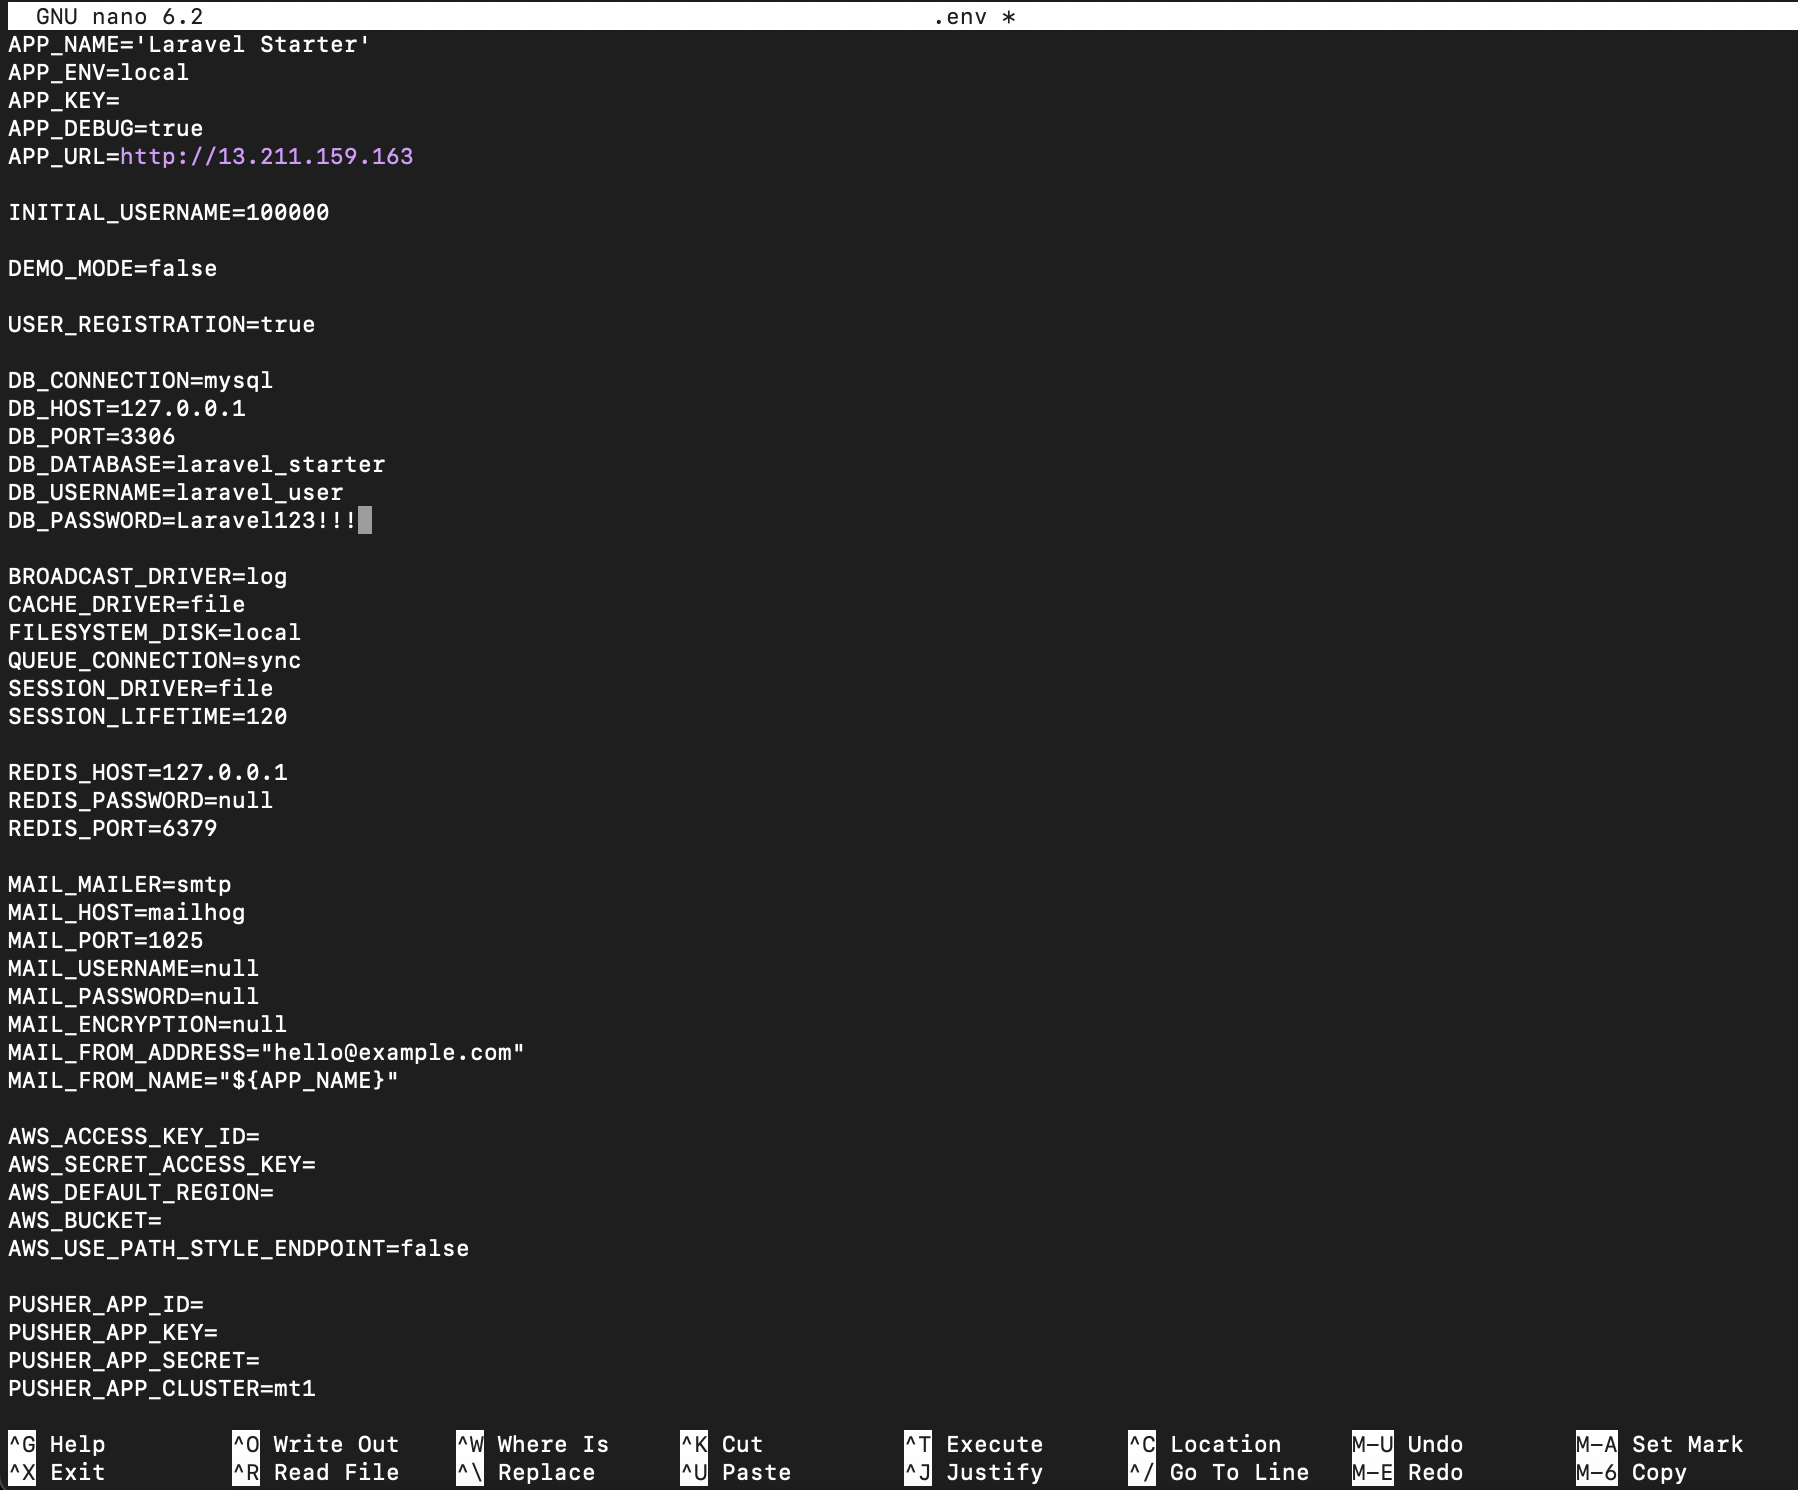 GNU nano 6.2 .env *
APP_NAME='Laravel Starter'
APP_ENV=local
APP_KEY=
APP_DEBUG=true
APP_URL=http://13.211.159.163
INITIAL_USERNAME=100000
DEMO_MODE=false
USER_REGISTRATION=true
DB_CONNECTION=mysql
DB_HOST=127.0.0.1
DB_PORT=3306
DB_DATABASE=laravel_starter
DB_USERNAME=laravel_user
DB_PASSWORD=Laravel123!!!
BROADCAST_DRIVER=log
CACHE_DRIVER=file
FILESYSTEM_DISK=local
QUEUE_CONNECTION=sync
SESSION_DRIVER=file
SESSION_LIFETIME=120
REDIS_HOST=127.0.0.1
REDIS_PASSWORD=null
REDIS_PORT=6379
MAIL_MAILER=smtp
MAIL_HOST=mailhog
MAIL_PORT=1025
MAIL_USERNAME=null
MAIL_PASSWORD=null
MAIL_ENCRYPTION=null
MAIL_FROM_ADDRESS="hello@example.com"
MAIL_FROM_NAME="${APP_NAME}"
AWS_ACCESS_KEY_ID=
AWS_SECRET_ACCESS_KEY=
AWS_DEFAULT_REGION=
AWS_BUCKET=
AWS_USE_PATH_STYLE_ENDPOINT=false
PUSHER_APP_ID=
PUSHER_APP_KEY=
PUSHER_APP_SECRET=
PUSHER_APP_CLUSTER=mt1
^G Help ^O Write Out ^W Where Is ^K Cut ^T Execute ^C Location M-U Undo M-A Set Mark
^X Exit ^R Read File ^\ Replace ^U Paste ^J Justify ^/ Go To Line M-E Redo M-6 Copy